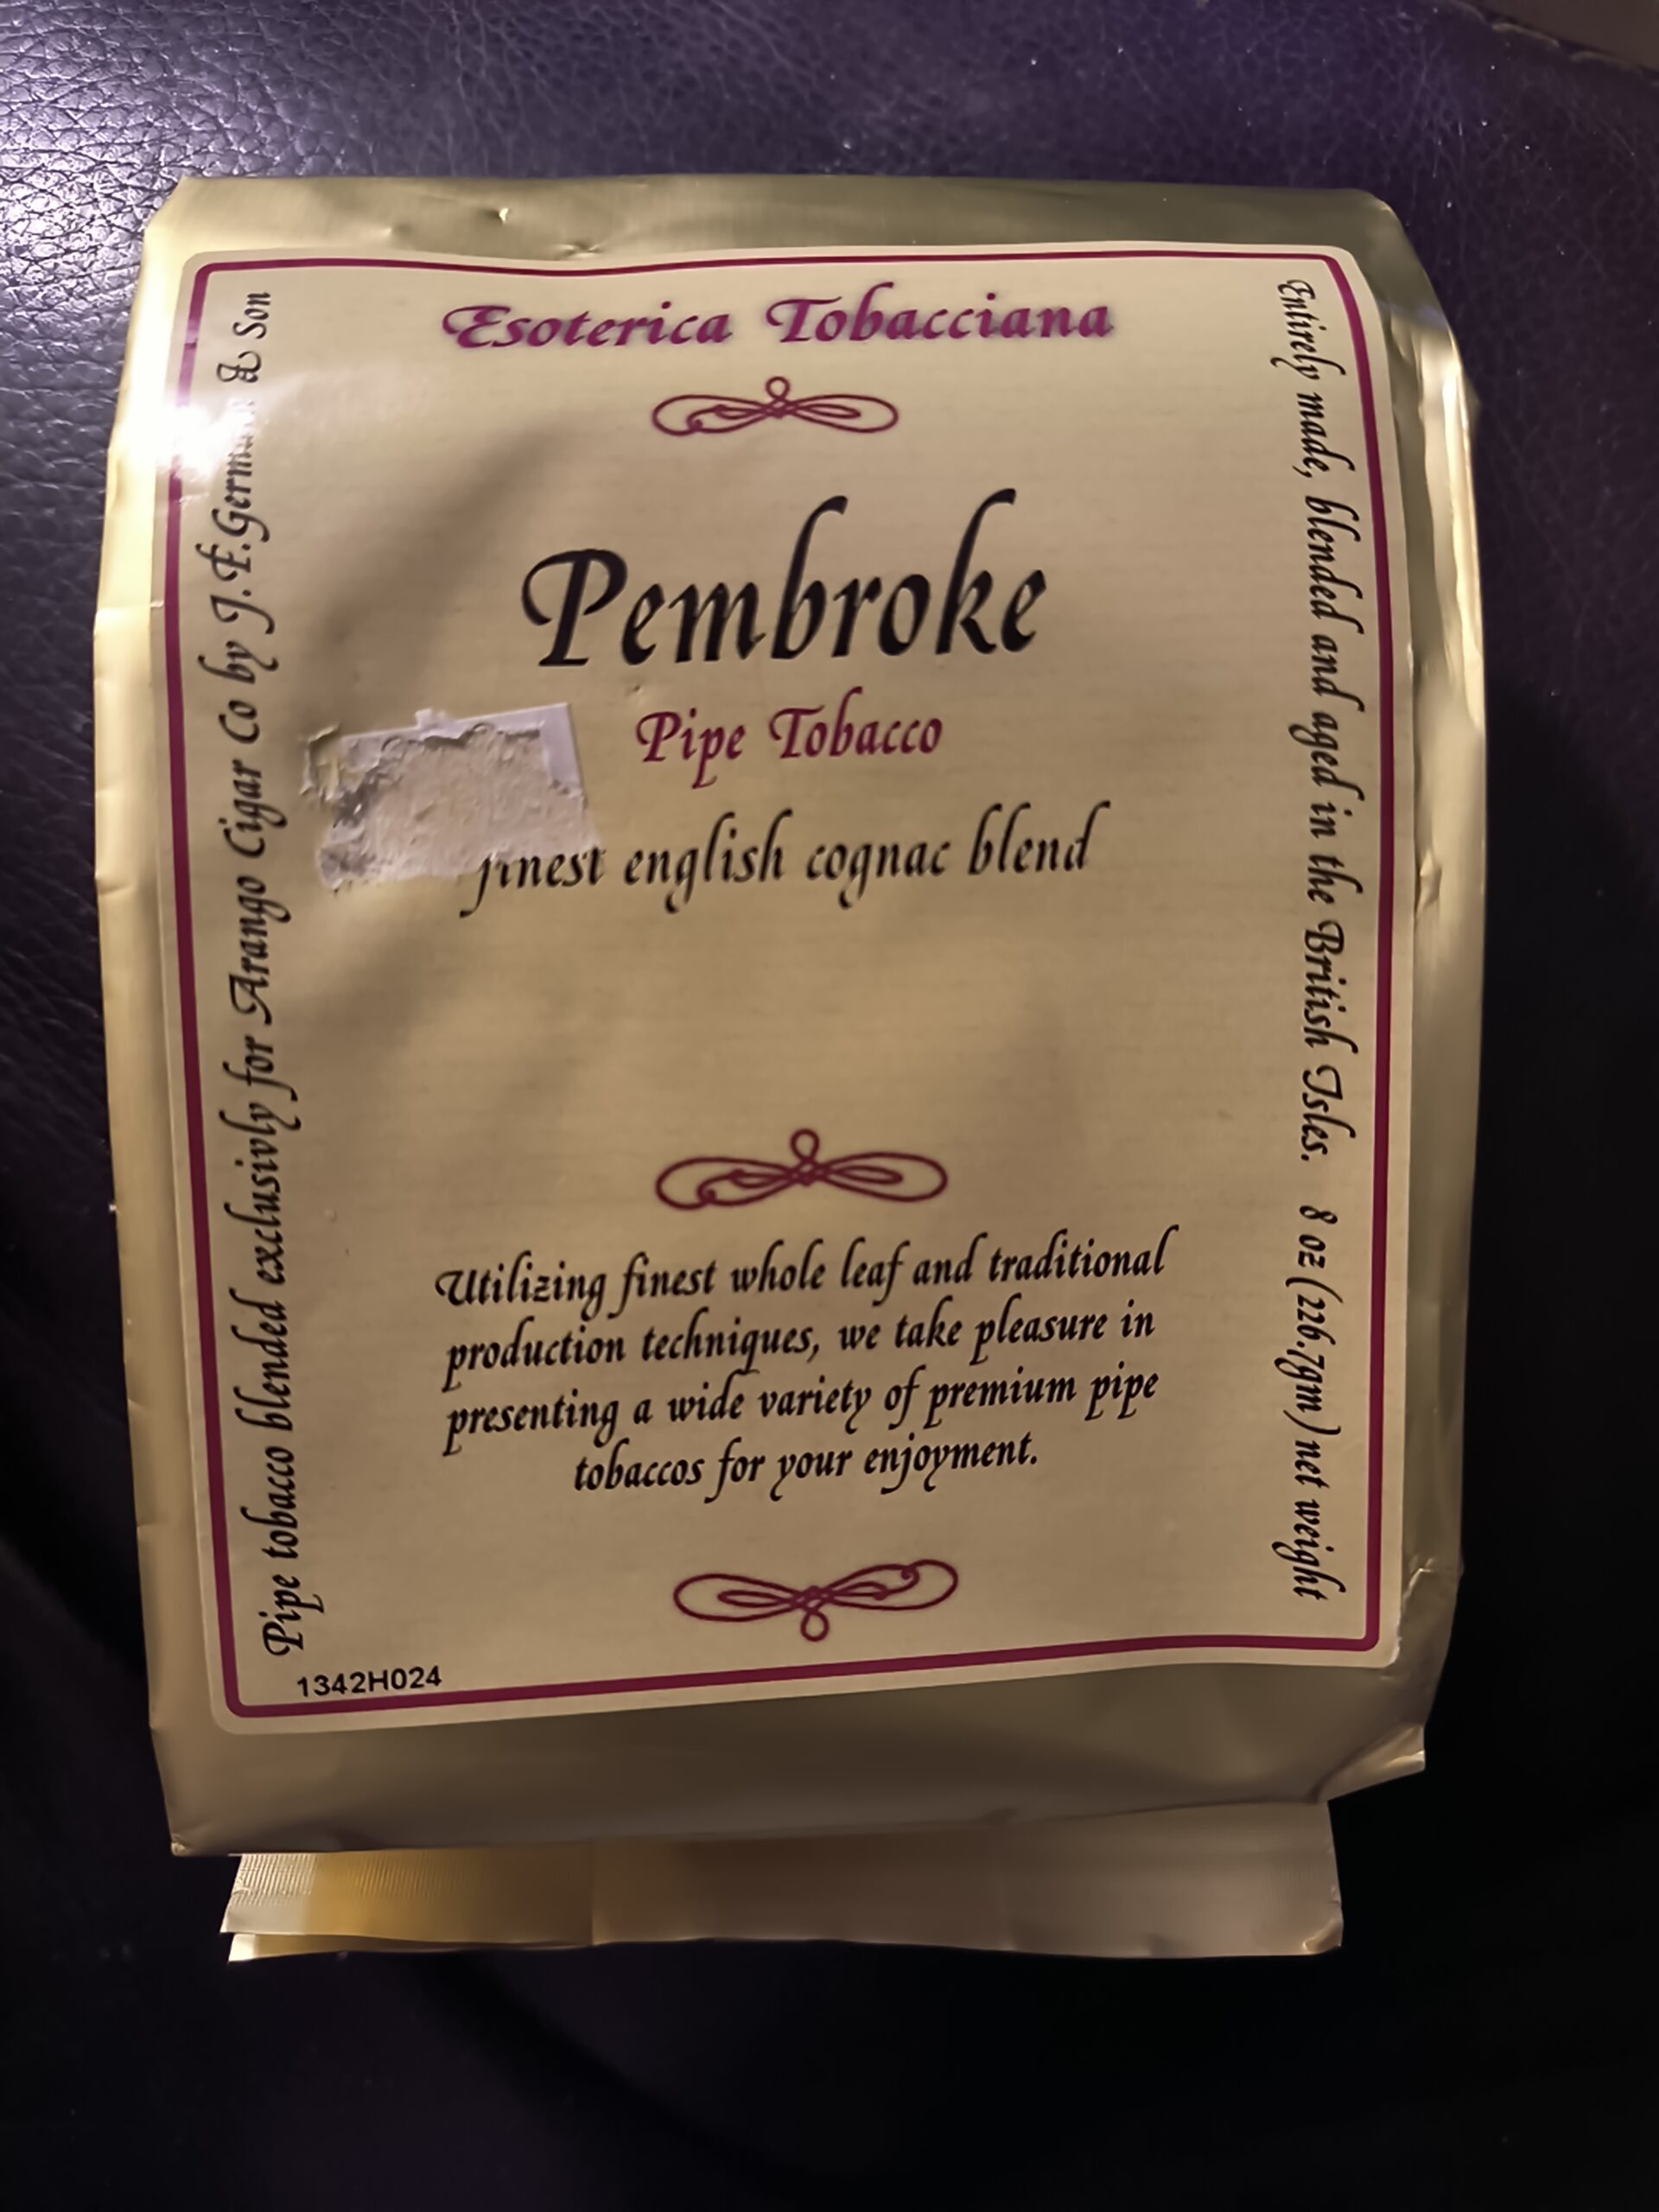 Esoterica Tobacciana
Pembroke
Pipe Tobacco
finest english cognac blend
Utilizing finest whole leaf and traditional
production techniques, we take pleasure in
presenting a wide variety of premium pipe
tobaccos for your enjoyment.
Pipe tobacco blended exclusivly for Arango Cigar Co by J.F.Germain & Son
Entirely made, blended and aged in the British Isles. 8 oz (226.7gm) net weight
1342H024